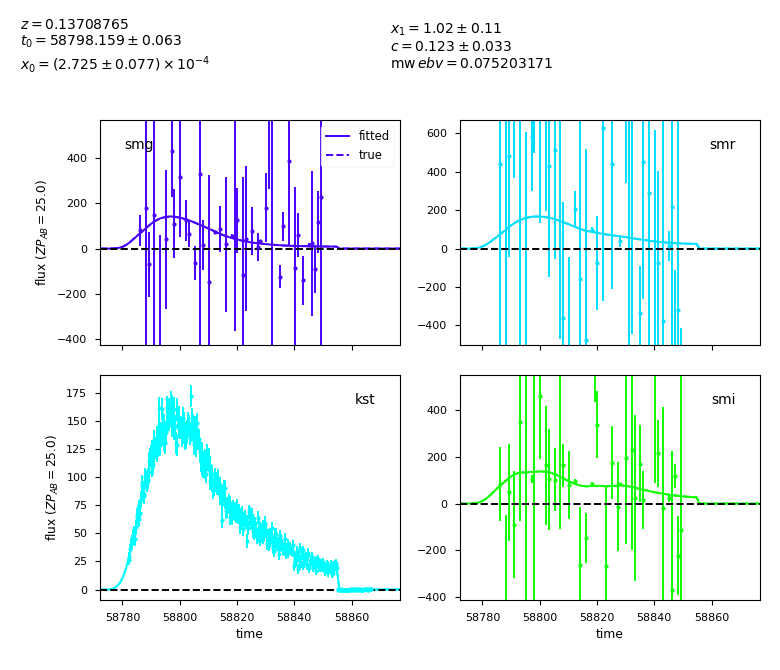 z = 0.13708765
t₀ = 58798.159 ± 0.063
x₀ = (2.725 ± 0.077) × 10⁻⁴
x₁ = 1.02 ± 0.11
c = 0.123 ± 0.033
mw ebv = 0.075203171
smg
fitted
true
400
200
0
−200
−400
flux (ZP_AB = 25.0)
smr
600
400
200
0
−200
−400
kst
175
150
125
100
75
50
25
0
flux (ZP_AB = 25.0)
58780 58800 58820 58840 58860
time
smi
400
200
0
−200
−400
58780 58800 58820 58840 58860
time